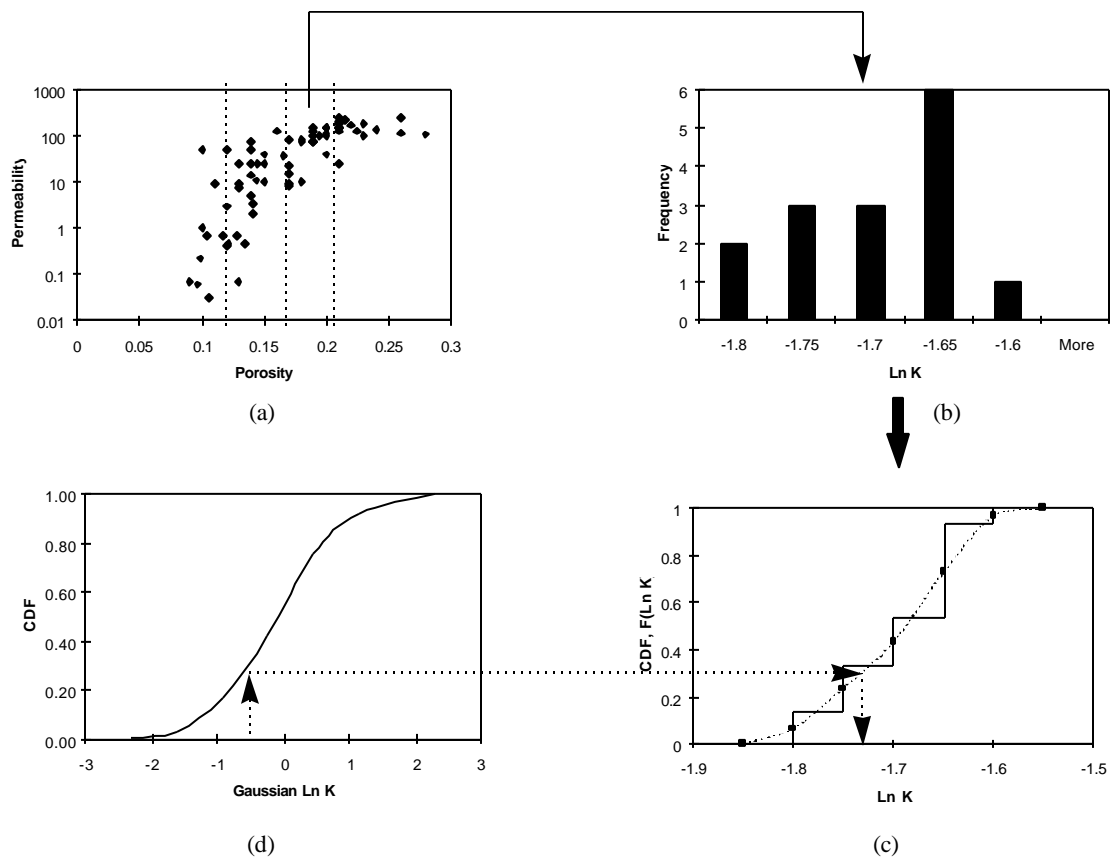 1000
100
10
1
0.1
0.01
Permeability
0 0.05 0.1 0.15 0.2 0.25 0.3
Porosity
(a)
6
5
4
3
2
1
0
Frequency
-1.8 -1.75 -1.7 -1.65 -1.6 More
Ln K
(b)
1.00
0.80
0.60
0.40
0.20
0.00
CDF
-3 -2 -1 0 1 2 3
Gaussian Ln K
(d)
1
0.8
0.6
0.4
0.2
0
CDF, F(Ln K
-1.9 -1.8 -1.7 -1.6 -1.5
Ln K
(c)